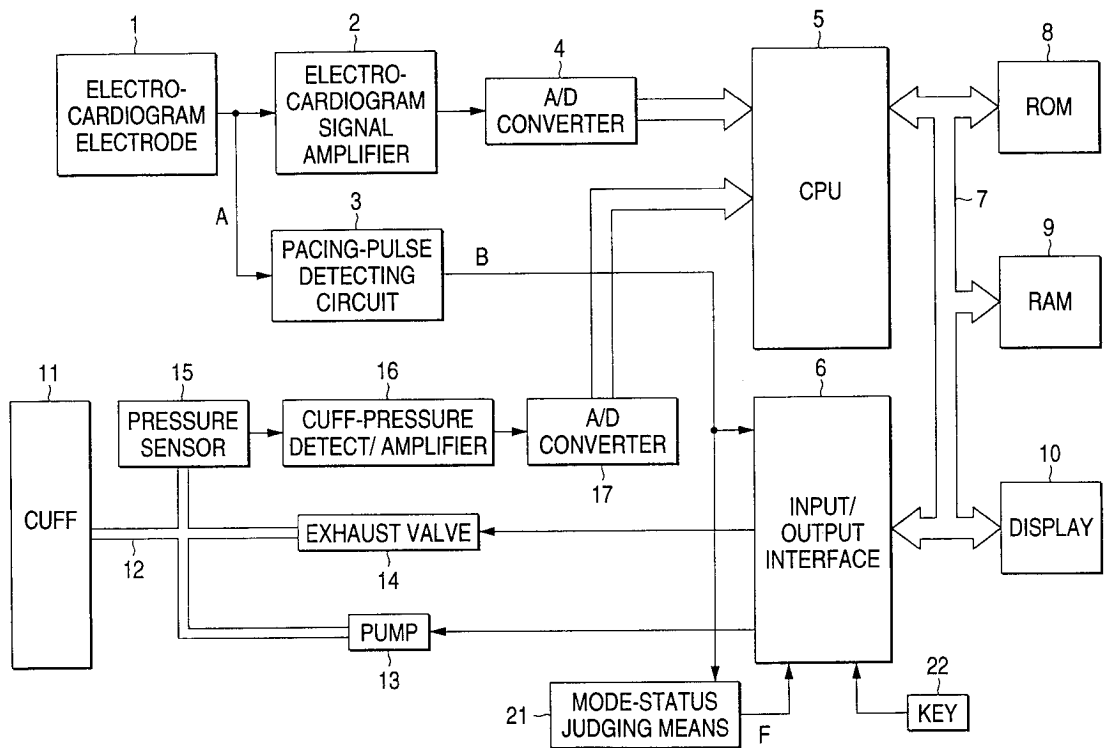 1
ELECTRO-
CARDIOGRAM
ELECTRODE
2
ELECTRO-
CARDIOGRAM
SIGNAL
AMPLIFIER
4
A/D
CONVERTER
5
CPU
8
ROM
7
9
RAM
A
3
PACING-PULSE
DETECTING
CIRCUIT
B
11
CUFF
15
PRESSURE
SENSOR
16
CUFF-PRESSURE
DETECT/ AMPLIFIER
A/D
CONVERTER
17
6
INPUT/
OUTPUT
INTERFACE
10
DISPLAY
12
EXHAUST VALVE
14
PUMP
13
21
MODE-STATUS
JUDGING MEANS
F
22
KEY